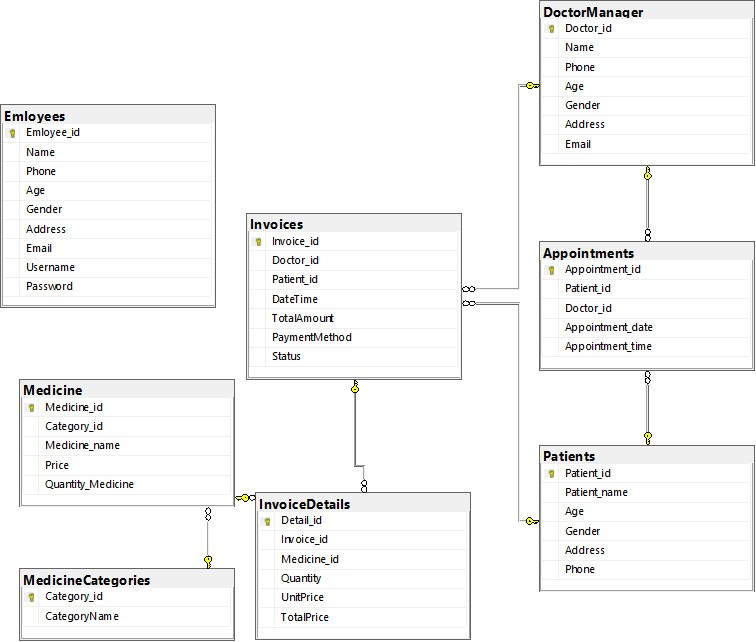 DoctorManager
Doctor_id
Name
Phone
Age
Gender
Address
Email
Emloyees
Emloyee_id
Name
Phone
Age
Gender
Address
Email
Username
Password
Invoices
Invoice_id
Doctor_id
Patient_id
DateTime
TotalAmount
PaymentMethod
Status
Appointments
Appointment_id
Patient_id
Doctor_id
Appointment_date
Appointment_time
Medicine
Medicine_id
Category_id
Medicine_name
Price
Quantity_Medicine
Patients
Patient_id
Patient_name
Age
Gender
Address
Phone
InvoiceDetails
Detail_id
Invoice_id
Medicine_id
Quantity
UnitPrice
TotalPrice
MedicineCategories
Category_id
CategoryName